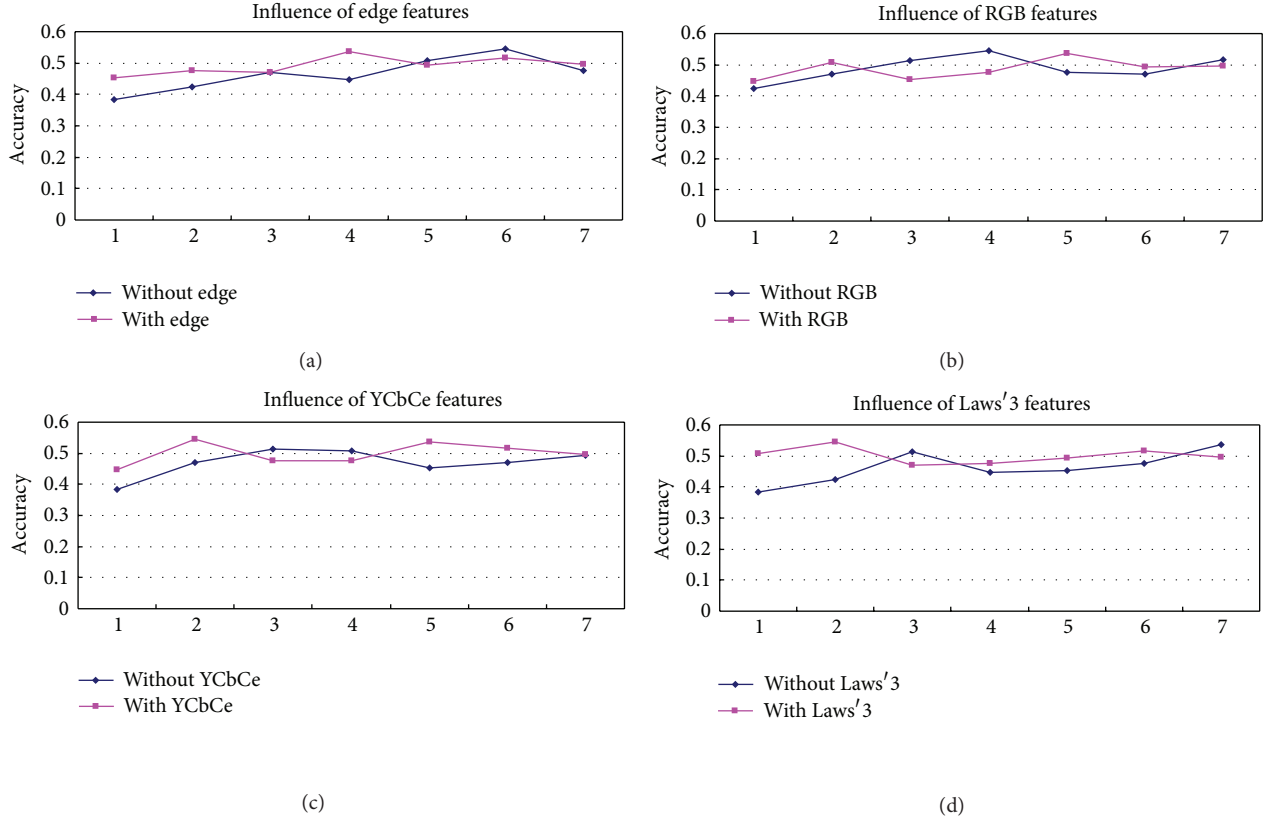 Influence of edge features
Accuracy
0.6
0.5
0.4
0.3
0.2
0.1
0
1 2 3 4 5 6 7
Without edge
With edge
(a)
Influence of RGB features
Accuracy
0.6
0.5
0.4
0.3
0.2
0.1
0
1 2 3 4 5 6 7
Without RGB
With RGB
(b)
Influence of YCbCe features
Accuracy
0.6
0.5
0.4
0.3
0.2
0.1
0
1 2 3 4 5 6 7
Without YCbCe
With YCbCe
(c)
Influence of Laws′3 features
Accuracy
0.6
0.5
0.4
0.3
0.2
0.1
0
1 2 3 4 5 6 7
Without Laws′3
With Laws′3
(d)